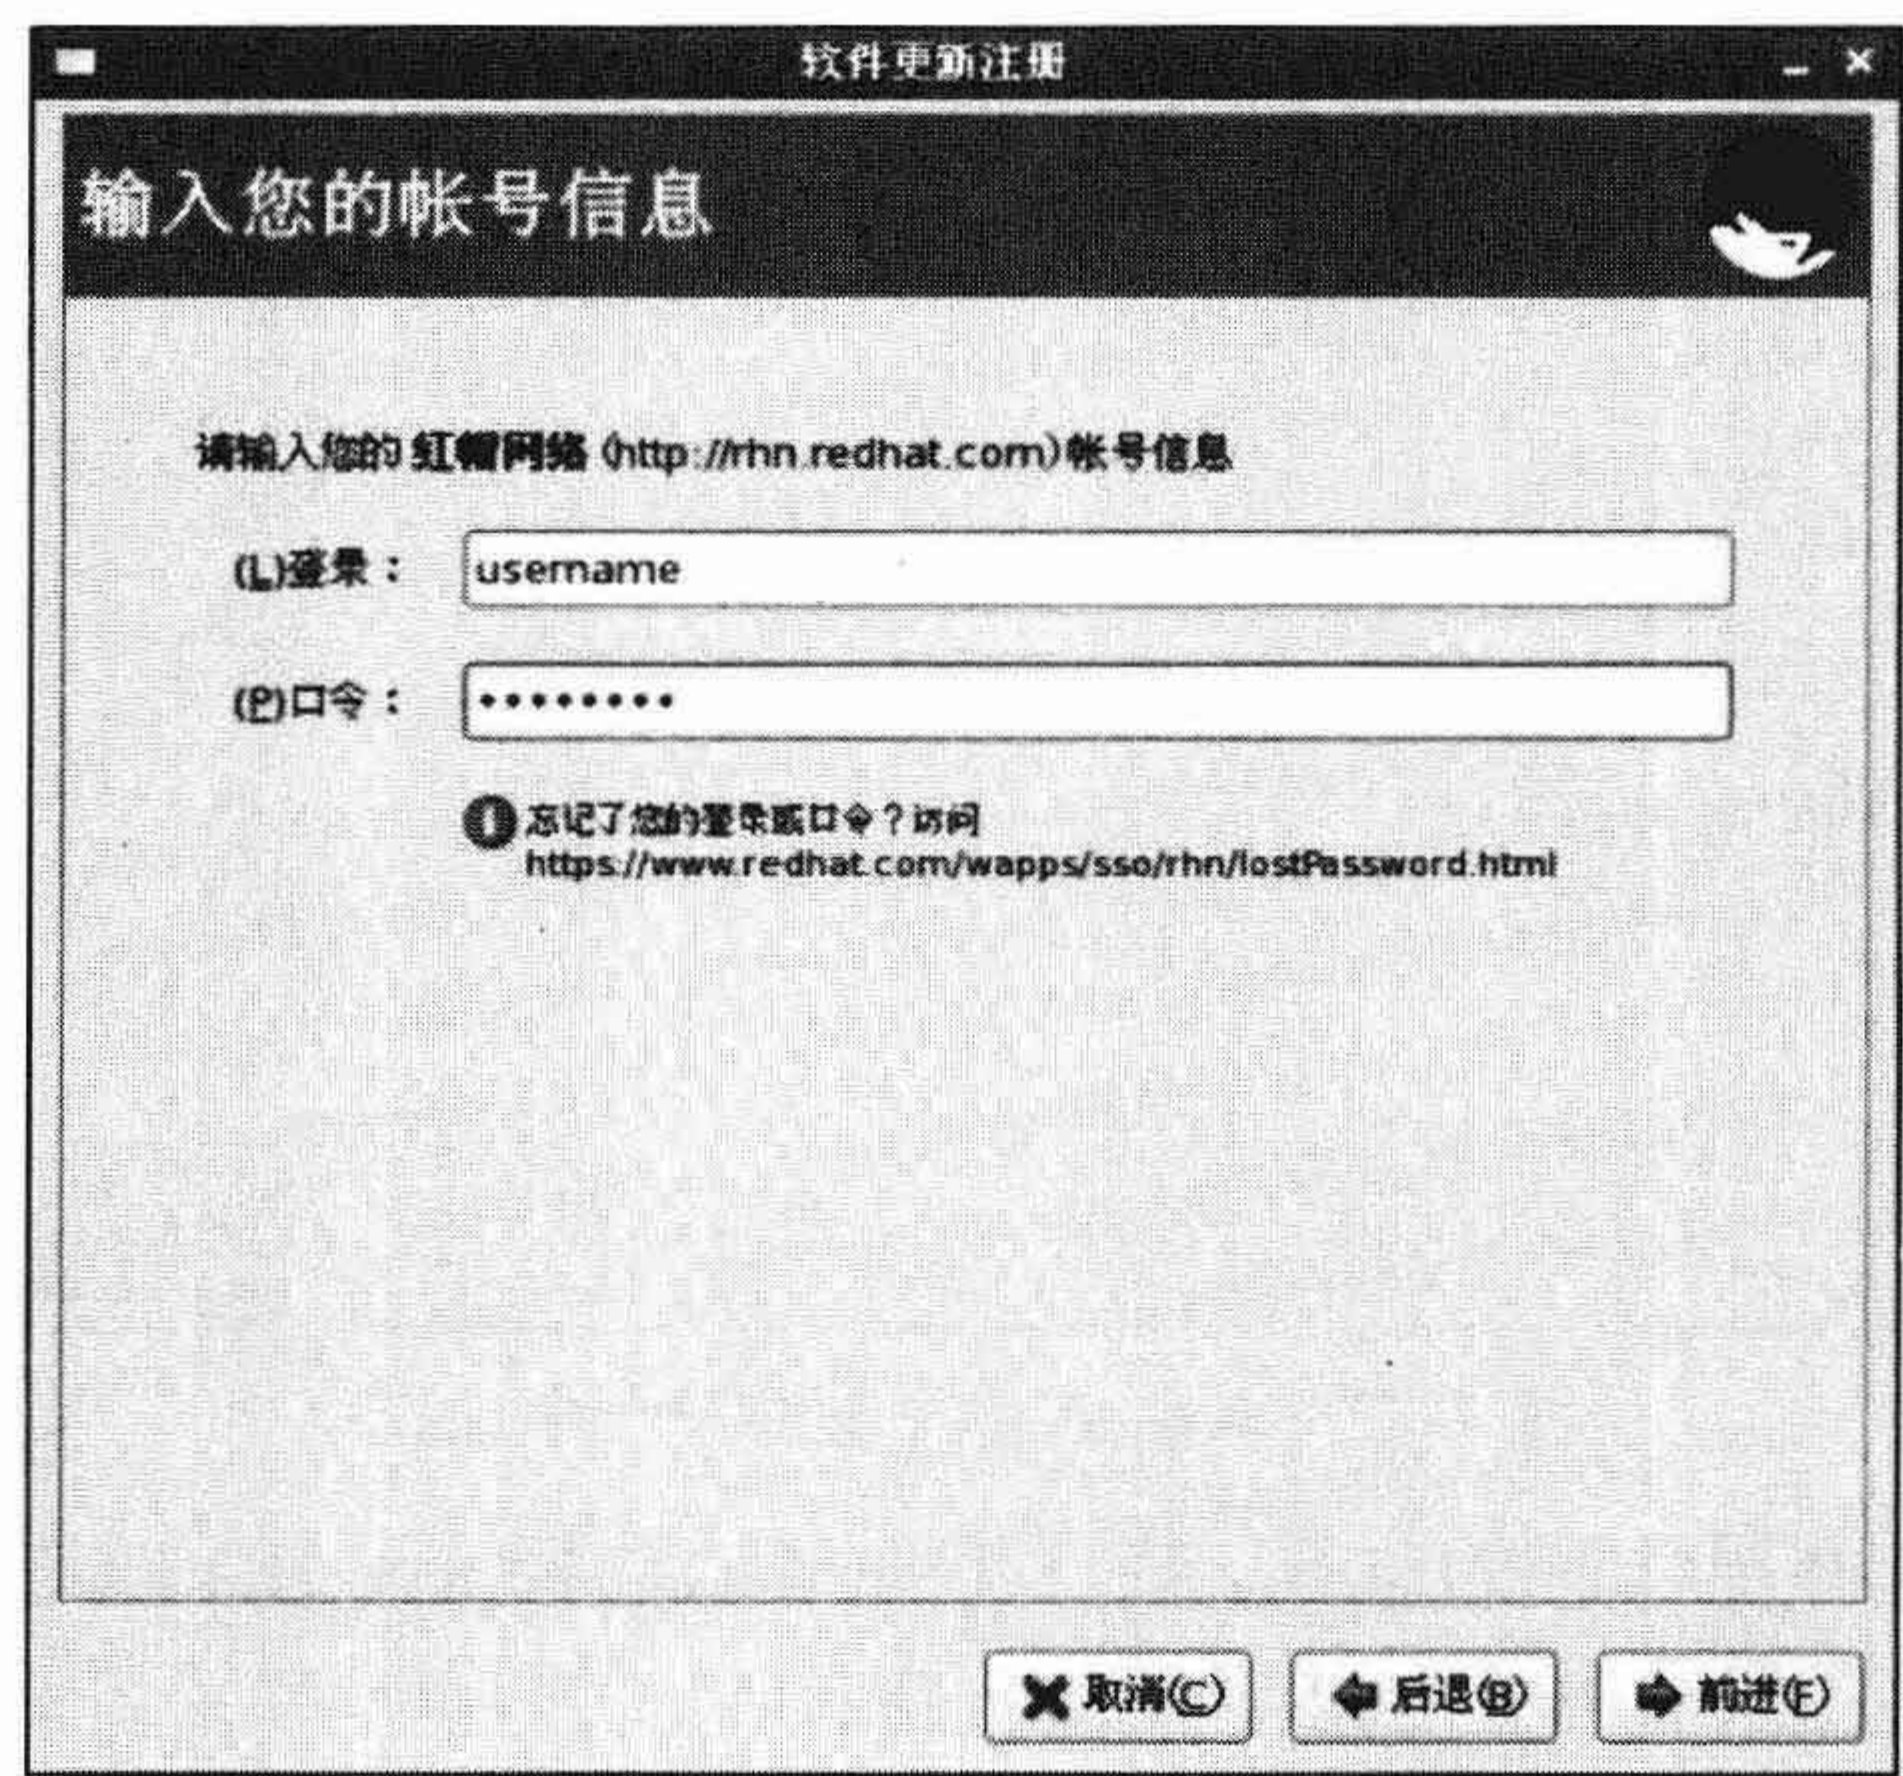 软件更新注册
输入您的帐号信息
请输入您的 红帽网络 (http://rhn.redhat.com)帐号信息
(L)登录：
username
(P)口令：
••••••••
忘记了您的登录或口令？访问
https://www.redhat.com/wapps/sso/rhn/lostPassword.html
取消(C)
后退(B)
前进(F)